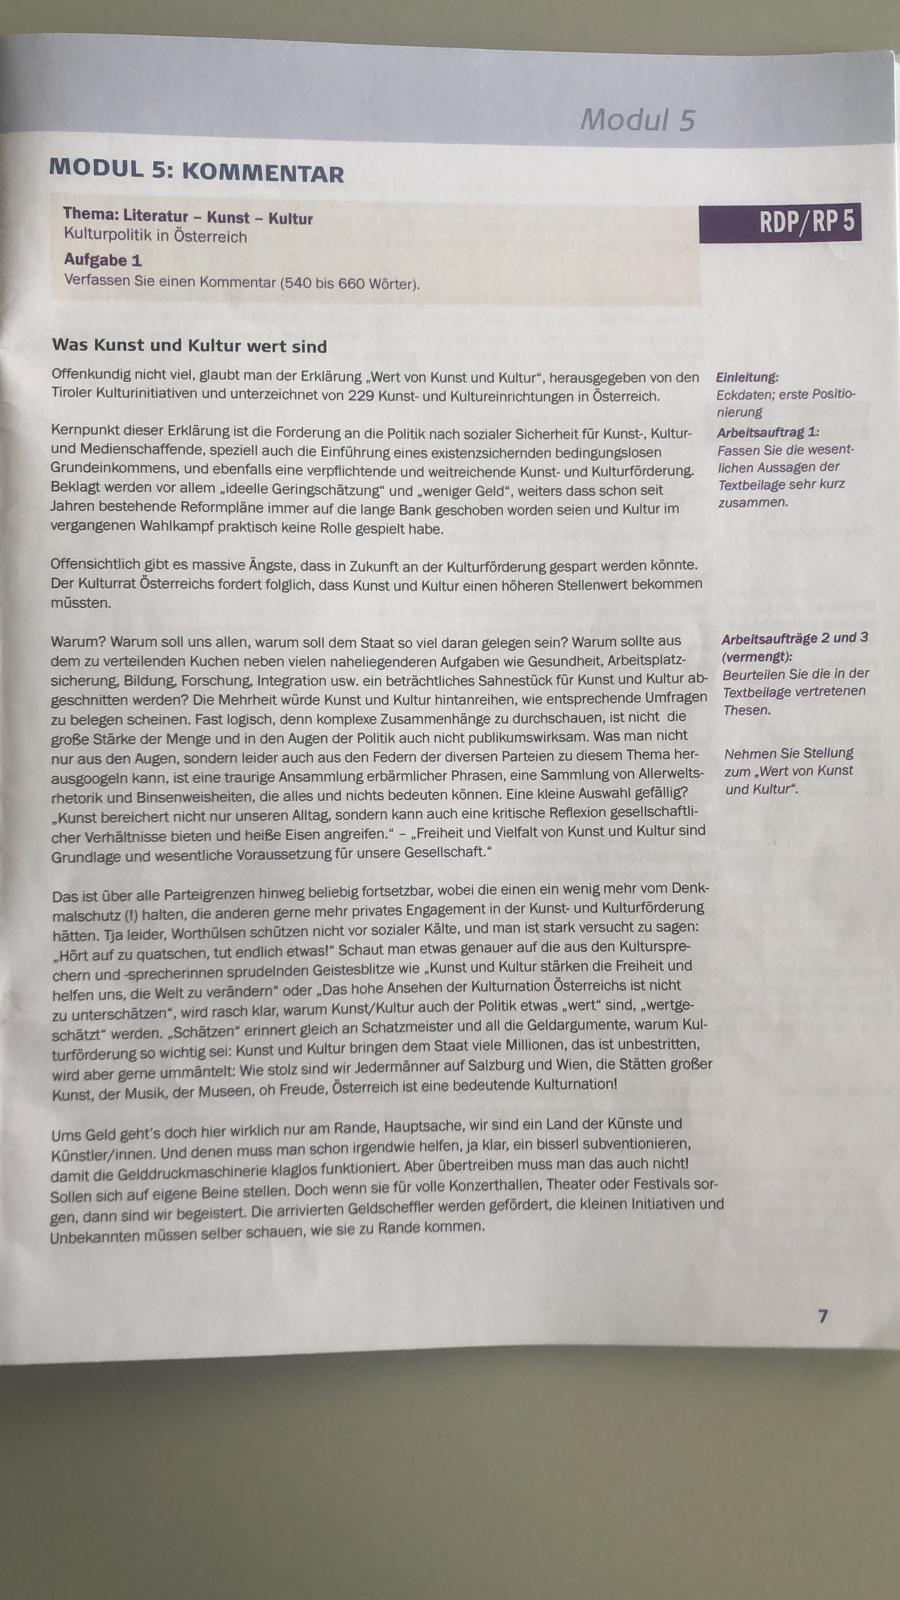 Modul 5
MODUL 5: KOMMENTAR
Thema: Literatur – Kunst – Kultur
Kulturpolitik in Österreich
Aufgabe 1
Verfassen Sie einen Kommentar (540 bis 660 Wörter).
RDP/RP 5
Was Kunst und Kultur wert sind
Offenkundig nicht viel, glaubt man der Erklärung „Wert von Kunst und Kultur“, herausgegeben von den
Tiroler Kulturinitiativen und unterzeichnet von 229 Kunst- und Kultureinrichtungen in Österreich.
Einleitung:
Eckdaten; erste Positio-
nierung
Kernpunkt dieser Erklärung ist die Forderung an die Politik nach sozialer Sicherheit für Kunst-, Kultur-
und Medienschaffende, speziell auch die Einführung eines existenzsichernden bedingungslosen
Grundeinkommens, und ebenfalls eine verpflichtende und weitreichende Kunst- und Kulturförderung.
Beklagt werden vor allem „ideelle Geringschätzung“ und „weniger Geld“, weiters dass schon seit
Jahren bestehende Reformpläne immer auf die lange Bank geschoben worden seien und Kultur im
vergangenen Wahlkampf praktisch keine Rolle gespielt habe.
Arbeitsauftrag 1:
Fassen Sie die wesent-
lichen Aussagen der
Textbeilage sehr kurz
zusammen.
Offensichtlich gibt es massive Ängste, dass in Zukunft an der Kulturförderung gespart werden könnte.
Der Kulturrat Österreichs fordert folglich, dass Kunst und Kultur einen höheren Stellenwert bekommen
müssten.
Warum? Warum soll uns allen, warum soll dem Staat so viel daran gelegen sein? Warum sollte aus
dem zu verteilenden Kuchen neben vielen naheliegenderen Aufgaben wie Gesundheit, Arbeitsplatz-
sicherung, Bildung, Forschung, Integration usw. ein beträchtliches Sahnestück für Kunst und Kultur ab-
geschnitten werden? Die Mehrheit würde Kunst und Kultur hintanreihen, wie entsprechende Umfragen
zu belegen scheinen. Fast logisch, denn komplexe Zusammenhänge zu durchschauen, ist nicht die
große Stärke der Menge und in den Augen der Politik auch nicht publikumswirksam. Was man nicht
nur aus den Augen, sondern leider auch aus den Federn der diversen Parteien zu diesem Thema her-
ausgoogeln kann, ist eine traurige Ansammlung erbärmlicher Phrasen, eine Sammlung von Allerwelts-
rhetorik und Binsenweisheiten, die alles und nichts bedeuten können. Eine kleine Auswahl gefällig?
„Kunst bereichert nicht nur unseren Alltag, sondern kann auch eine kritische Reflexion gesellschaftli-
cher Verhältnisse bieten und heiße Eisen angreifen.“ – „Freiheit und Vielfalt von Kunst und Kultur sind
Grundlage und wesentliche Voraussetzung für unsere Gesellschaft.“
Arbeitsaufträge 2 und 3
(vermengt):
Beurteilen Sie die in der
Textbeilage vertretenen
Thesen.
Nehmen Sie Stellung
zum „Wert von Kunst
und Kultur“.
Das ist über alle Parteigrenzen hinweg beliebig fortsetzbar, wobei die einen ein wenig mehr vom Denk-
malschutz (!) halten, die anderen gerne mehr privates Engagement in der Kunst- und Kulturförderung
hätten. Tja leider, Worthülsen schützen nicht vor sozialer Kälte, und man ist stark versucht zu sagen:
„Hört auf zu quatschen, tut endlich etwas!“ Schaut man etwas genauer auf die aus den Kulturspre-
chern und -sprecherinnen sprudelnden Geistesblitze wie „Kunst und Kultur stärken die Freiheit und
helfen uns, die Welt zu verändern“ oder „Das hohe Ansehen der Kulturnation Österreichs ist nicht
zu unterschätzen“, wird rasch klar, warum Kunst/Kultur auch der Politik etwas „wert“ sind, „wertge-
schätzt“ werden. „Schätzen“ erinnert gleich an Schatzmeister und all die Geldargumente, warum Kul-
turförderung so wichtig sei: Kunst und Kultur bringen dem Staat viele Millionen, das ist unbestritten,
wird aber gerne ummäntelt: Wie stolz sind wir Jedermänner auf Salzburg und Wien, die Stätten großer
Kunst, der Musik, der Museen, oh Freude, Österreich ist eine bedeutende Kulturnation!
Ums Geld geht’s doch hier wirklich nur am Rande, Hauptsache, wir sind ein Land der Künste und
Künstler/innen. Und denen muss man schon irgendwie helfen, ja klar, ein bisserl subventionieren,
damit die Gelddruckmaschinerie klaglos funktioniert. Aber übertreiben muss man das auch nicht!
Sollen sich auf eigene Beine stellen. Doch wenn sie für volle Konzerthallen, Theater oder Festivals sor-
gen, dann sind wir begeistert. Die arrivierten Geldscheffler werden gefördert, die kleinen Initiativen und
Unbekannten müssen selber schauen, wie sie zu Rande kommen.
7